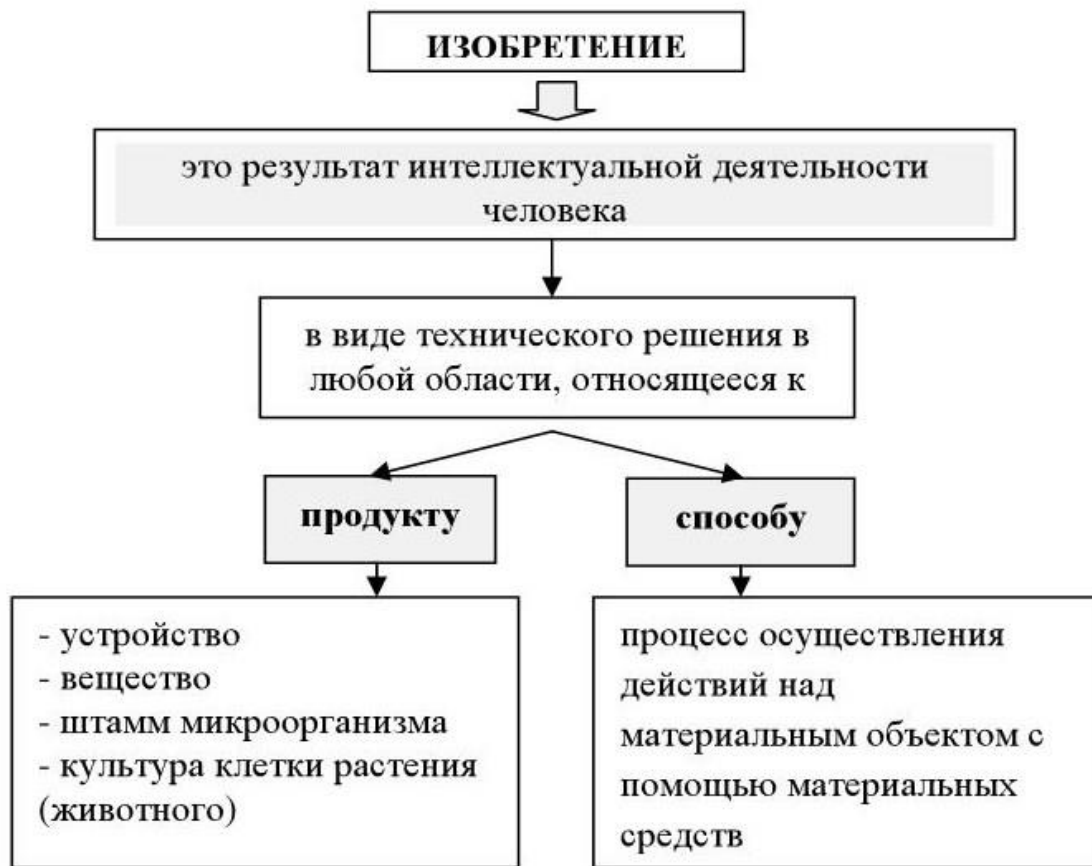 ИЗОБРЕТЕНИЕ
это результат интеллектуальной деятельности
человека
в виде технического решения в
любой области, относящееся к
продукту
способу
- устройство
- вещество
- штамм микроорганизма
- культура клетки растения
(животного)
процесс осуществления
действий над
материальным объектом с
помощью материальных
средств